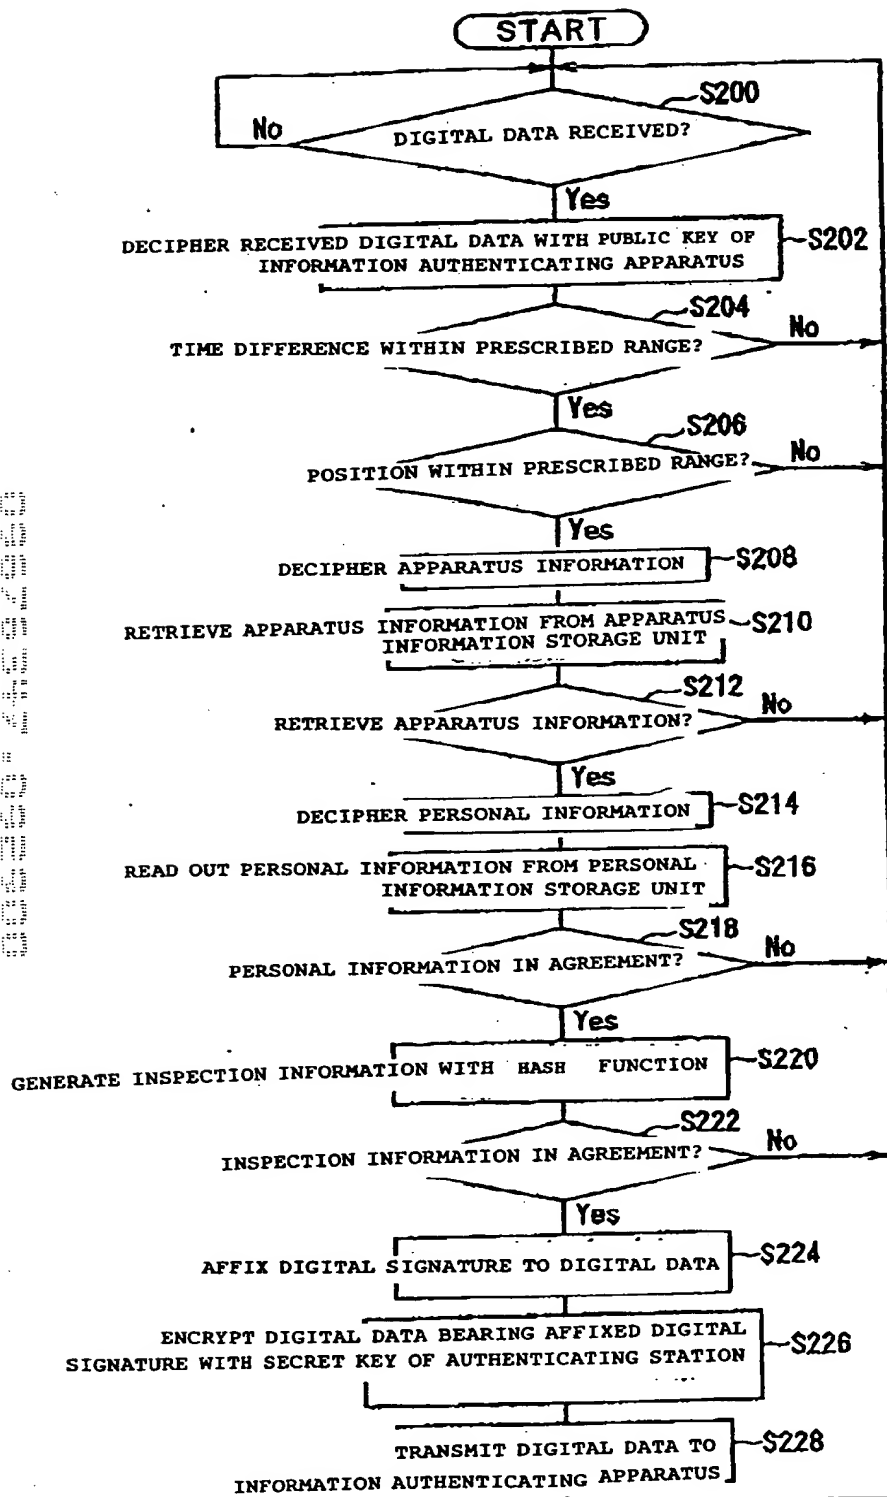 START
S200
No
DIGITAL DATA RECEIVED?
Yes
DECIPHER RECEIVED DIGITAL DATA WITH PUBLIC KEY OF
INFORMATION AUTHENTICATING APPARATUS
S202
S204
No
TIME DIFFERENCE WITHIN PRESCRIBED RANGE?
Yes
S206
No
POSITION WITHIN PRESCRIBED RANGE?
Yes
DECIPHER APPARATUS INFORMATION
S208
RETRIEVE APPARATUS INFORMATION FROM APPARATUS
INFORMATION STORAGE UNIT
S210
S212
No
RETRIEVE APPARATUS INFORMATION?
Yes
DECIPHER PERSONAL INFORMATION
S214
READ OUT PERSONAL INFORMATION FROM PERSONAL
INFORMATION STORAGE UNIT
S216
S218
No
PERSONAL INFORMATION IN AGREEMENT?
Yes
GENERATE INSPECTION INFORMATION WITH HASH FUNCTION
S220
S222
No
INSPECTION INFORMATION IN AGREEMENT?
Yes
AFFIX DIGITAL SIGNATURE TO DIGITAL DATA
S224
ENCRYPT DIGITAL DATA BEARING AFFIXED DIGITAL
SIGNATURE WITH SECRET KEY OF AUTHENTICATING STATION
S226
TRANSMIT DIGITAL DATA TO
INFORMATION AUTHENTICATING APPARATUS
S228